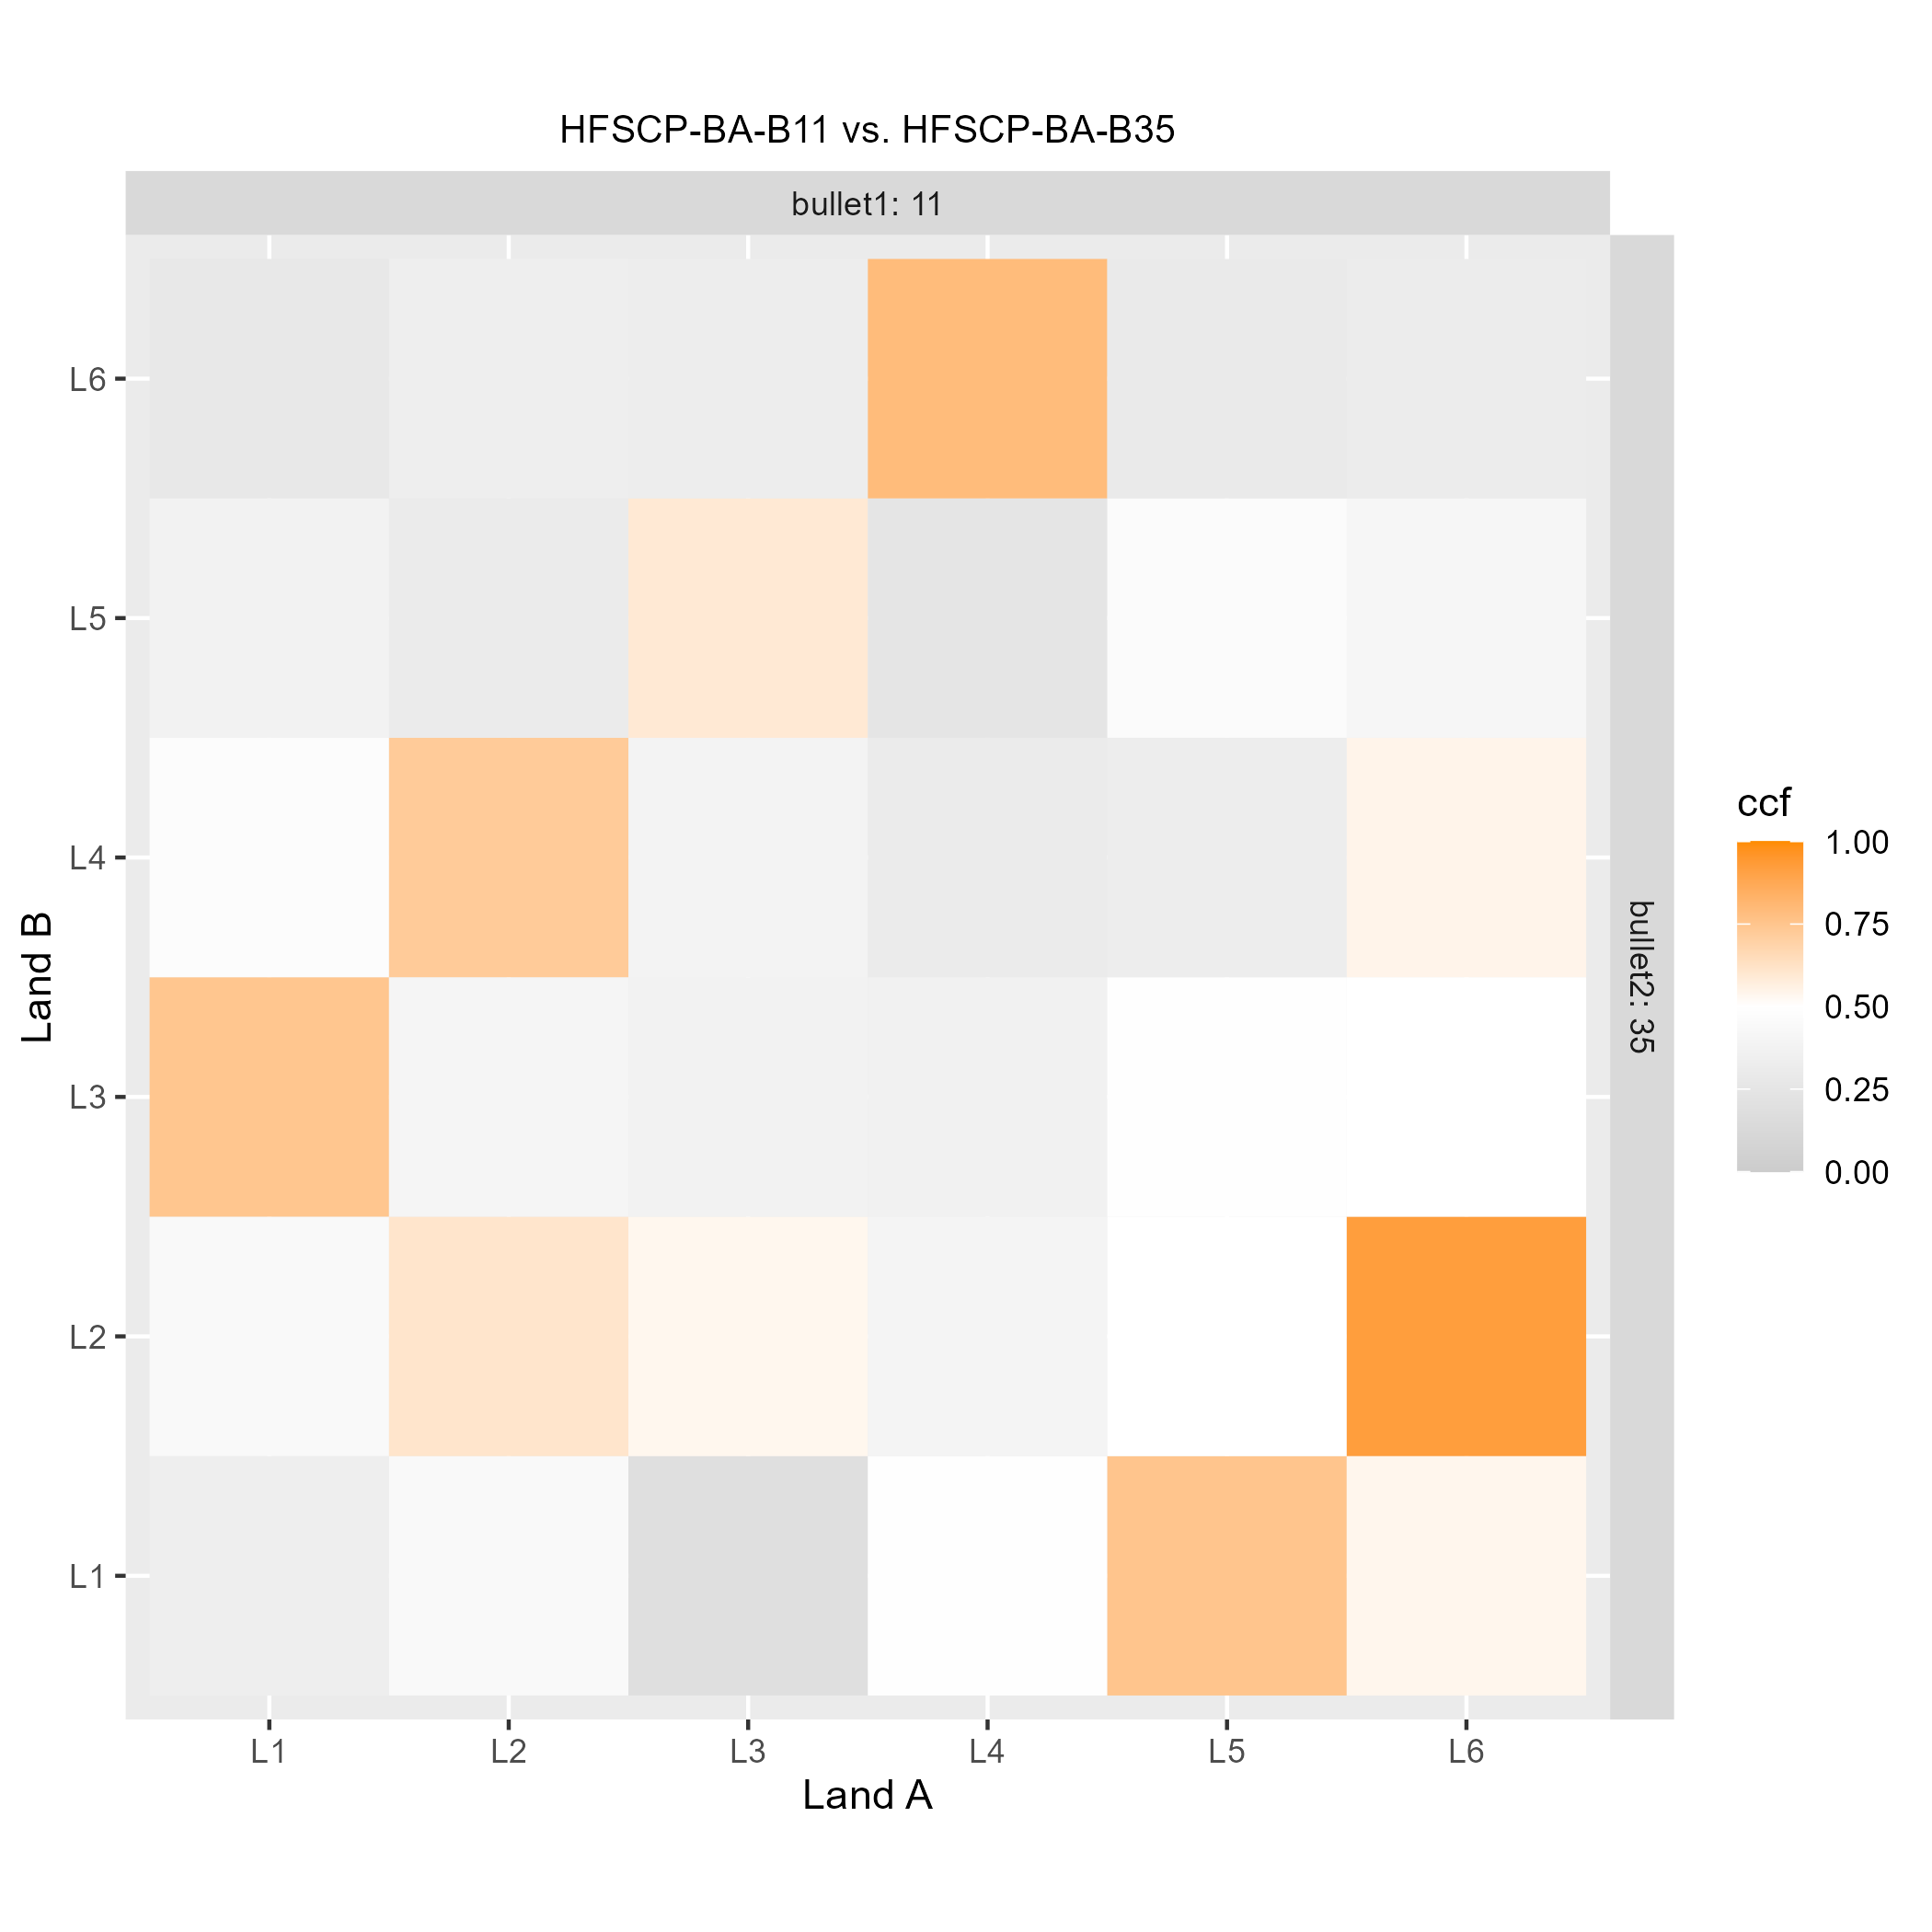 HFSCP-BA-B11 vs. HFSCP-BA-B35
bullet1: 11
L6
L5
L4
L3
L2
L1
Land B
bullet2: 35
L1 L2 L3 L4 L5 L6
Land A
ccf
1.00
0.75
0.50
0.25
0.00